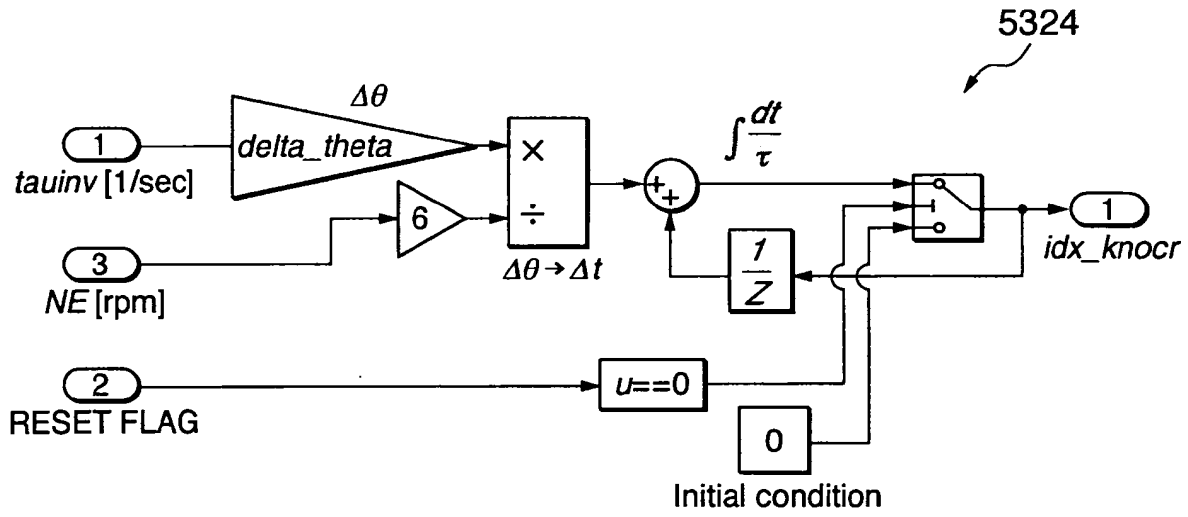 5324
Δθ
∫ dt/τ
1
delta_theta
×
tauinv [1/sec]
6
÷
+
+
1
idx_knocr
3
NE [rpm]
Δθ→Δt
1/Z
2
RESET FLAG
u==0
0
Initial condition